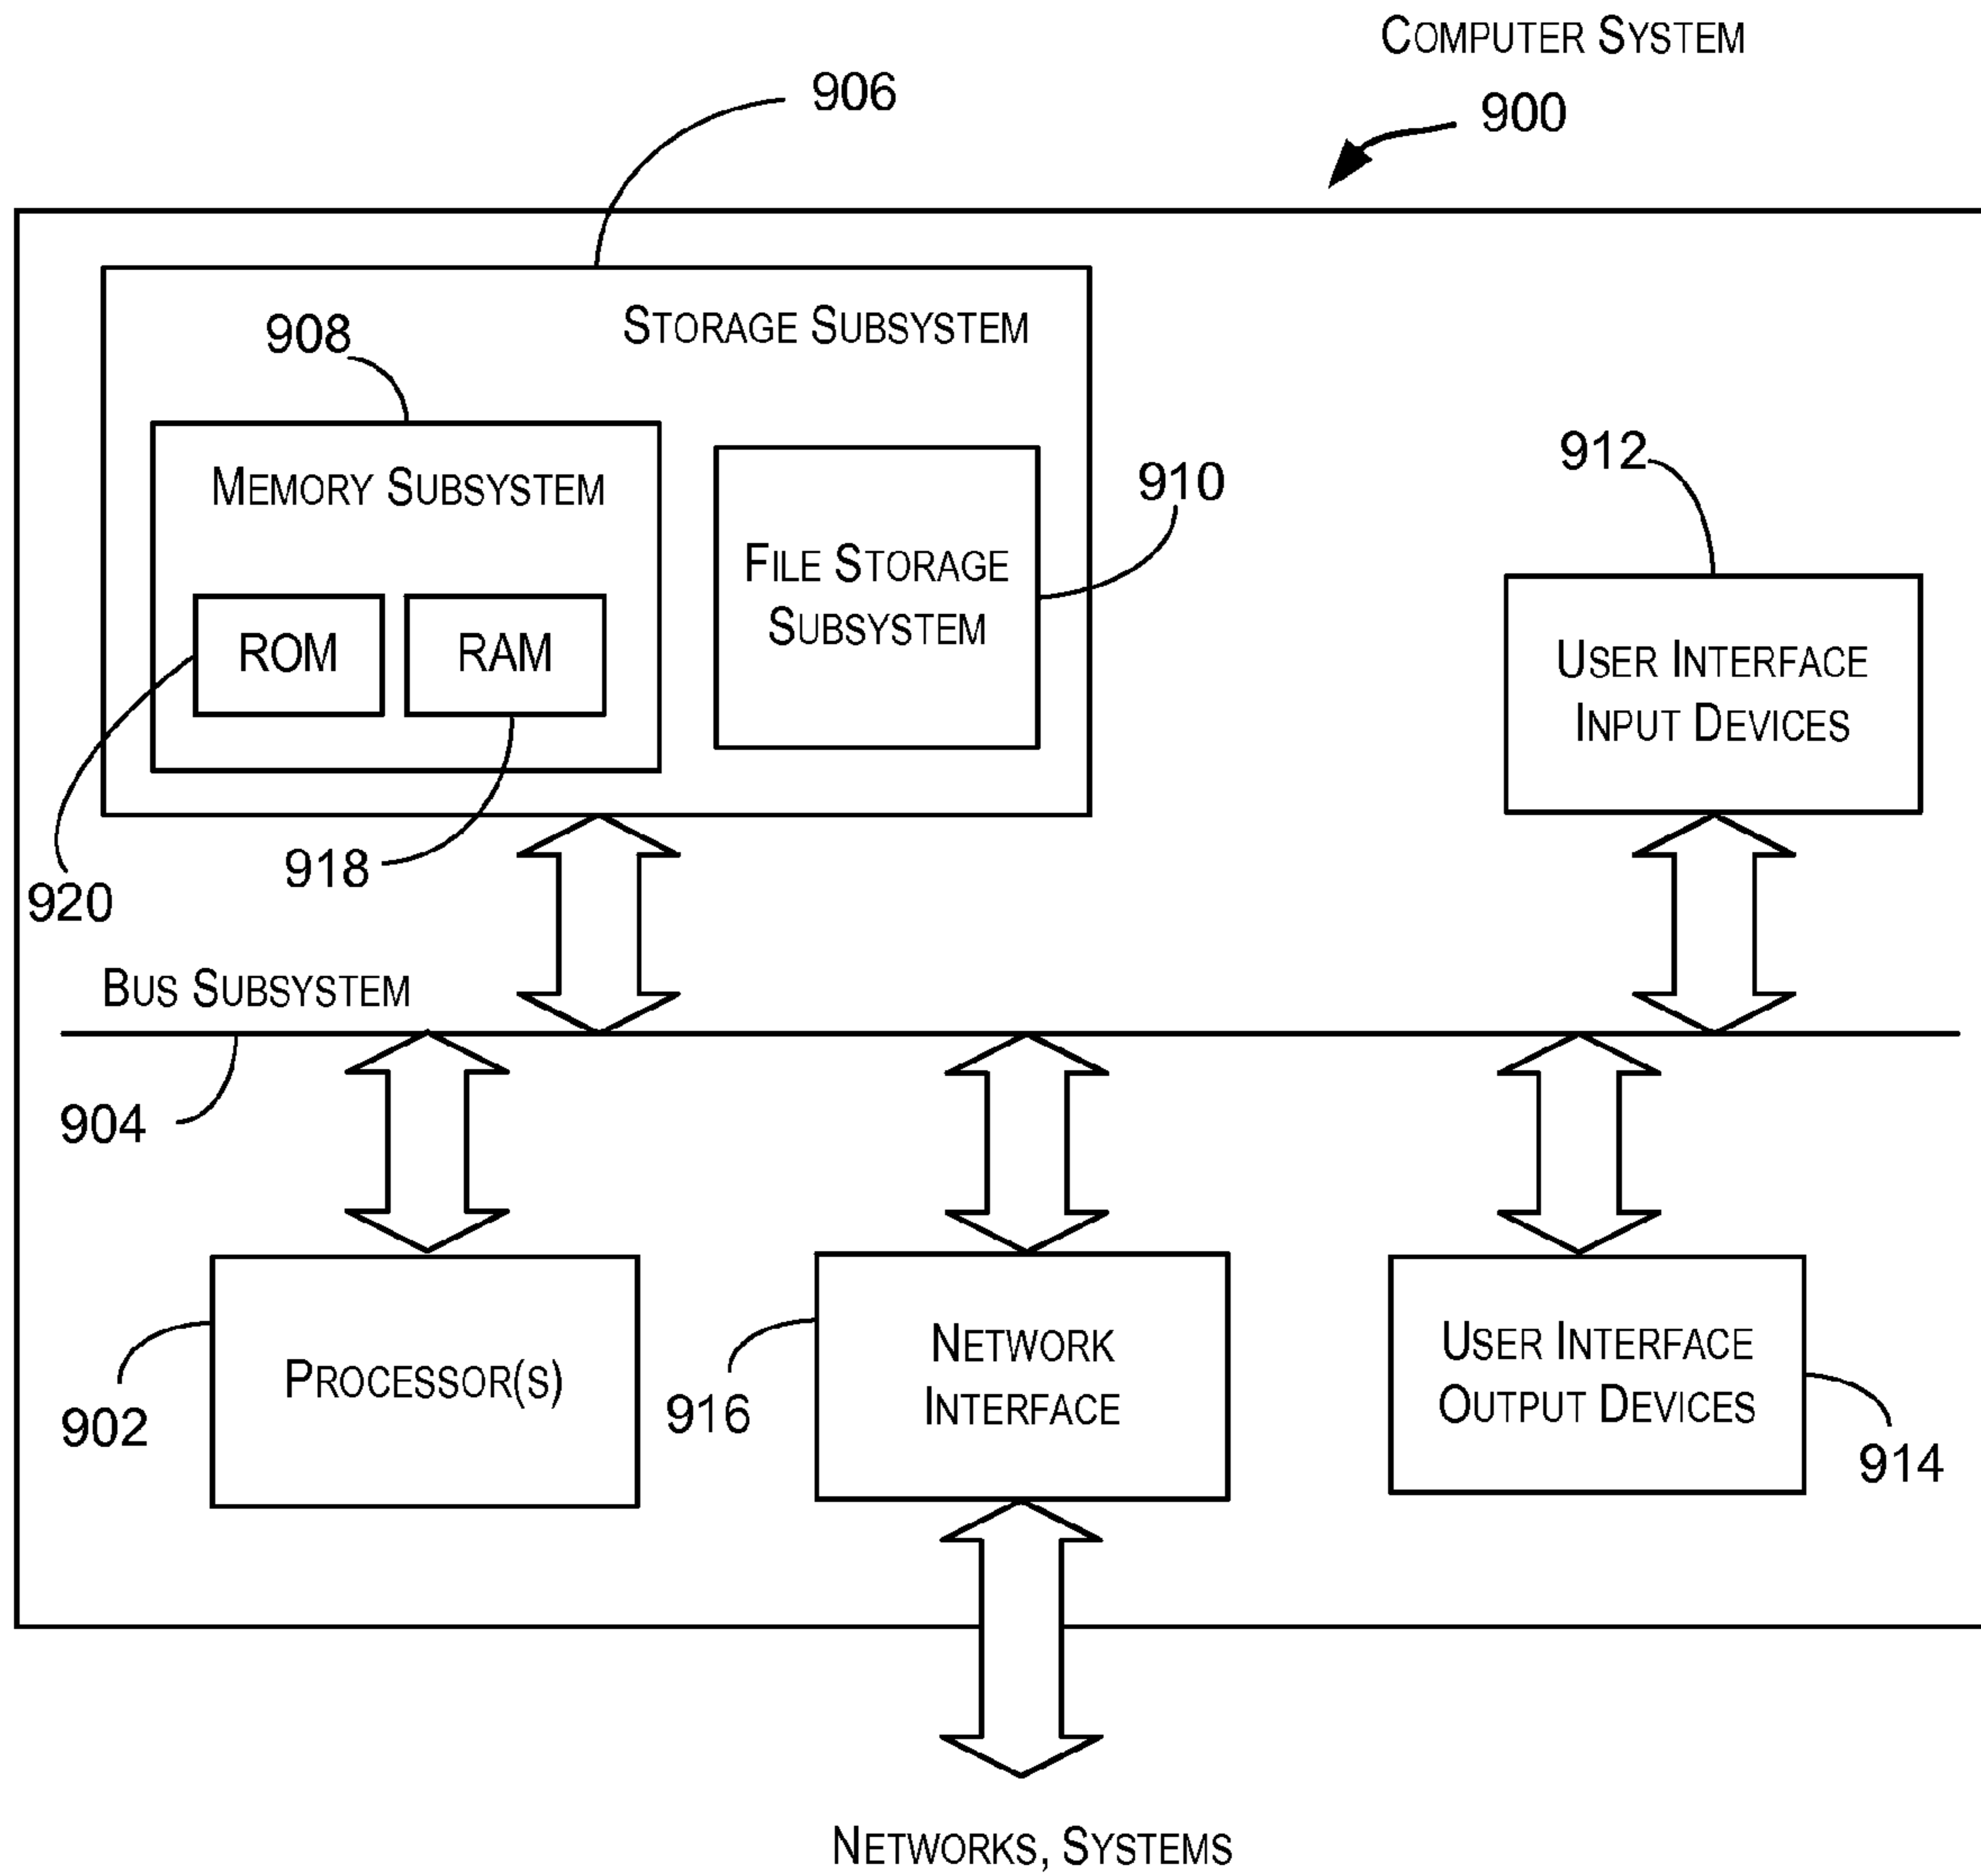 COMPUTER SYSTEM
900
906
STORAGE SUBSYSTEM
908
MEMORY SUBSYSTEM
910
912
FILE STORAGE
SUBSYSTEM
ROM
RAM
USER INTERFACE
INPUT DEVICES
918
920
BUS SUBSYSTEM
904
PROCESSOR(S)
902
NETWORK
INTERFACE
916
USER INTERFACE
OUTPUT DEVICES
914
NETWORKS, SYSTEMS